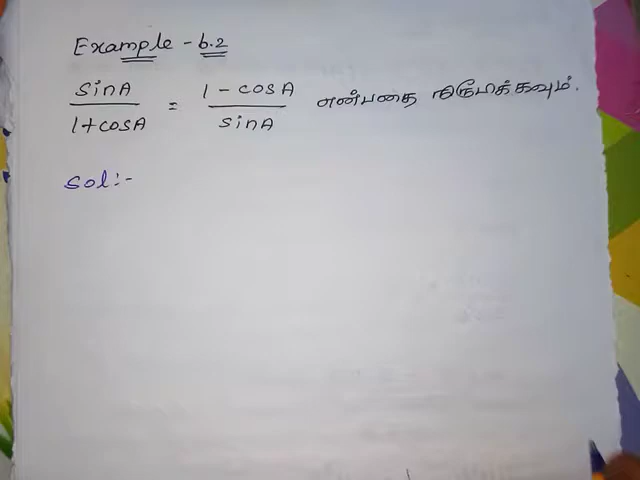 Example - 6.2
sinA / 1+cosA = 1 - cosA / sinA என்பதை நிரூபிக்கவும்.
Sol:-